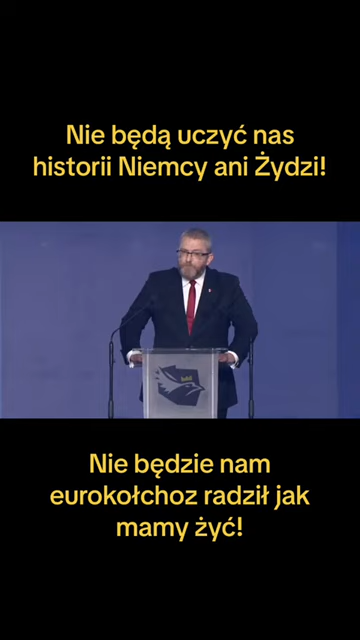 Nie będą uczyć nas
historii Niemcy ani Żydzi!
Nie będzie nam
eurokołchoz radził jak
mamy żyć!